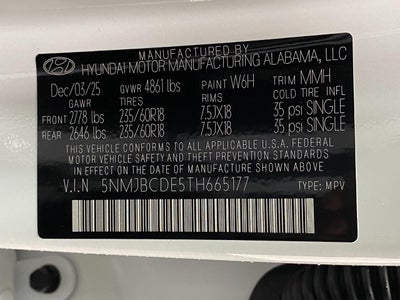 MANUFACTURED BY
HYUNDAI MOTOR MANUFACTURING ALABAMA, LLC
Dec/03/25 GVWR 4861 lbs PAINT W6H TRIM MMH
GAWR TIRES RIMS COLD TIRE INFL
FRONT 2778 lbs 235/60R18 7.5JX18 35 psi SINGLE
REAR 2646 lbs 235/60R18 7.5JX18 35 psi SINGLE
THIS VEHICLE CONFORMS TO ALL APPLICABLE U.S.A FEDERAL
MOTOR VEHICLE SAFETY, BUMPER, AND THEFT PREVENTION
STANDARDS IN EFFECT ON THE DATE OF
MANUFACTURE SHOWN ABOVE.
V.I.N 5NMJBCDE5TH665177 TYPE: MPV